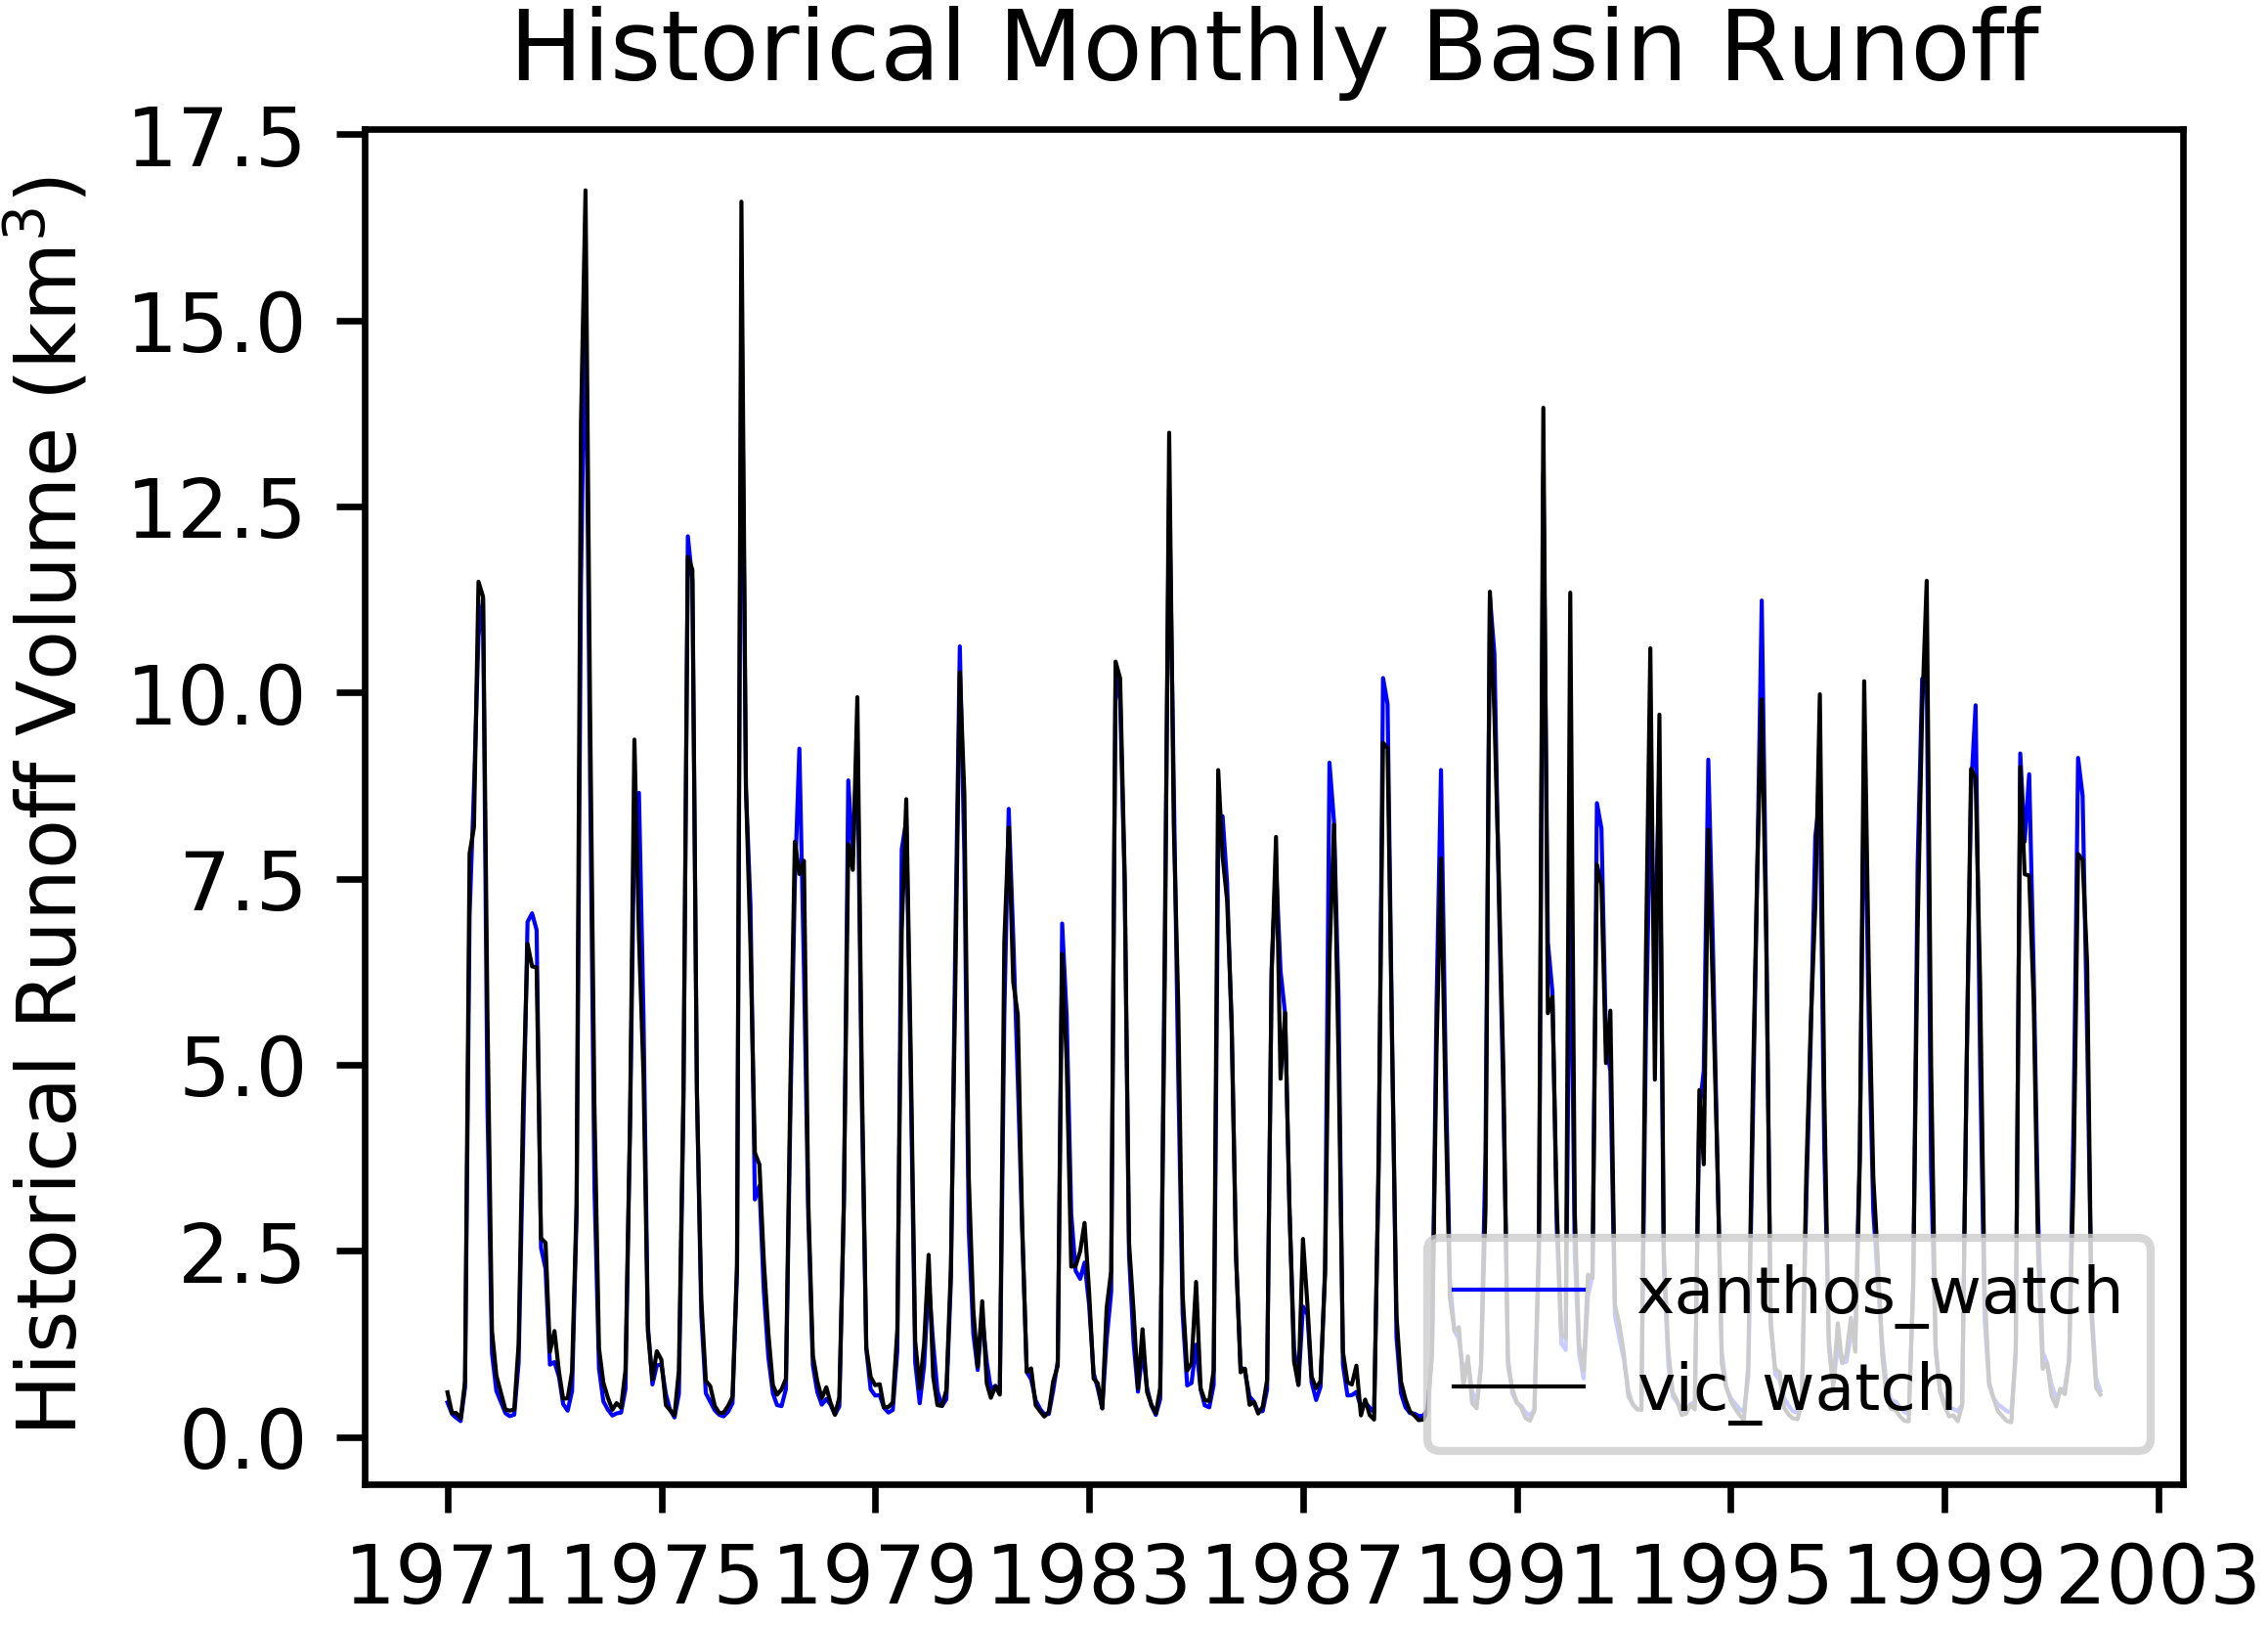 Historical Monthly Basin Runoff
Historical Runoff Volume (km³)
17.5
15.0
12.5
10.0
7.5
5.0
2.5
0.0
xanthos_watch
vic_watch
1971 1975 1979 1983 1987 1991 1995 1999 2003